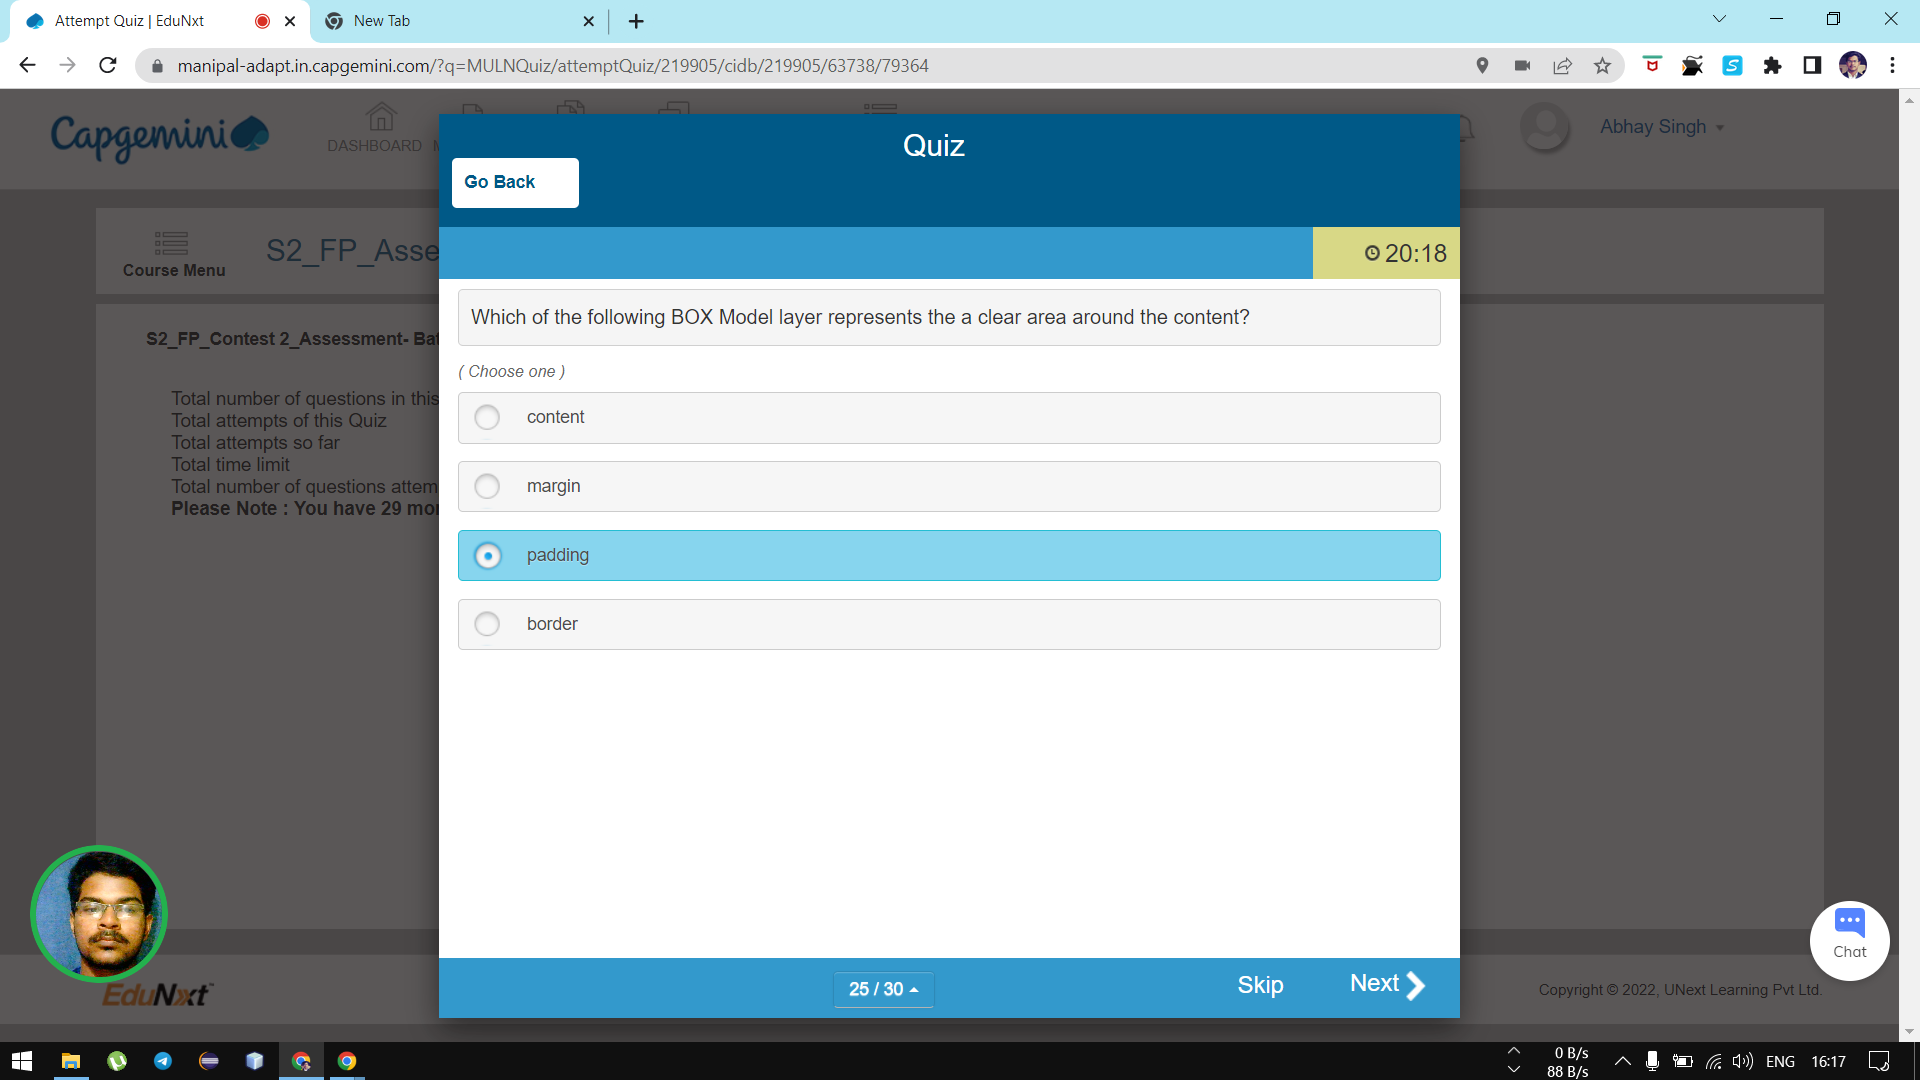 Attempt Quiz | EduNxt
New Tab
manipal-adapt.in.capgemini.com/?q=MULNQuiz/attemptQuiz/219905/cidb/219905/63738/79364
Capgemini
DASHBOARD
Abhay Singh
Quiz
Go Back
20:18
Course Menu
S2_FP_Asse
S2_FP_Contest 2_Assessment- Bat
Total number of questions in this
Total attempts of this Quiz
Total attempts so far
Total time limit
Total number of questions attem
Please Note : You have 29 mor
Which of the following BOX Model layer represents the a clear area around the content?
( Choose one )
content
margin
padding
border
Chat
EduNxt
25 / 30
Skip
Next
Copyright © 2022, UNext Learning Pvt Ltd.
0 B/s
88 B/s
ENG
16:17